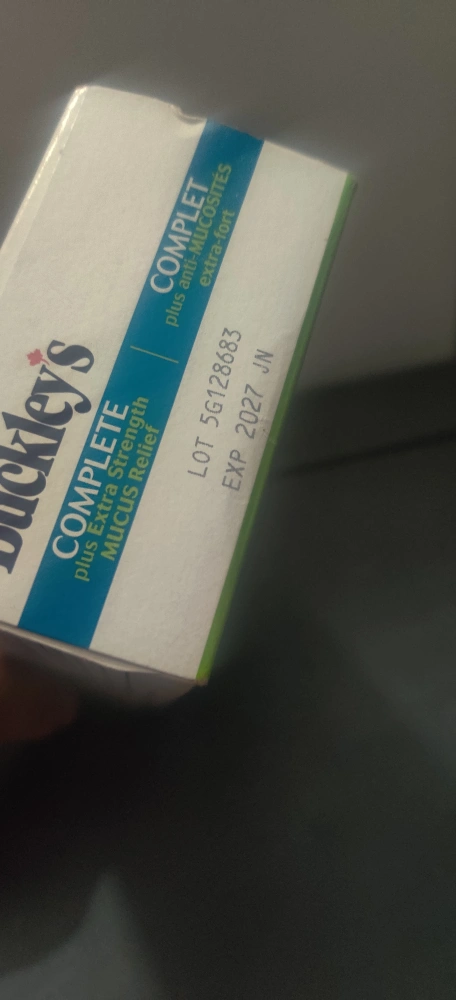 Buckley's
COMPLETE
plus Extra Strength
MUCUS Relief
COMPLET
plus anti-MUCOSITÉS
extra-fort
LOT 5G128683
EXP 2027 JN